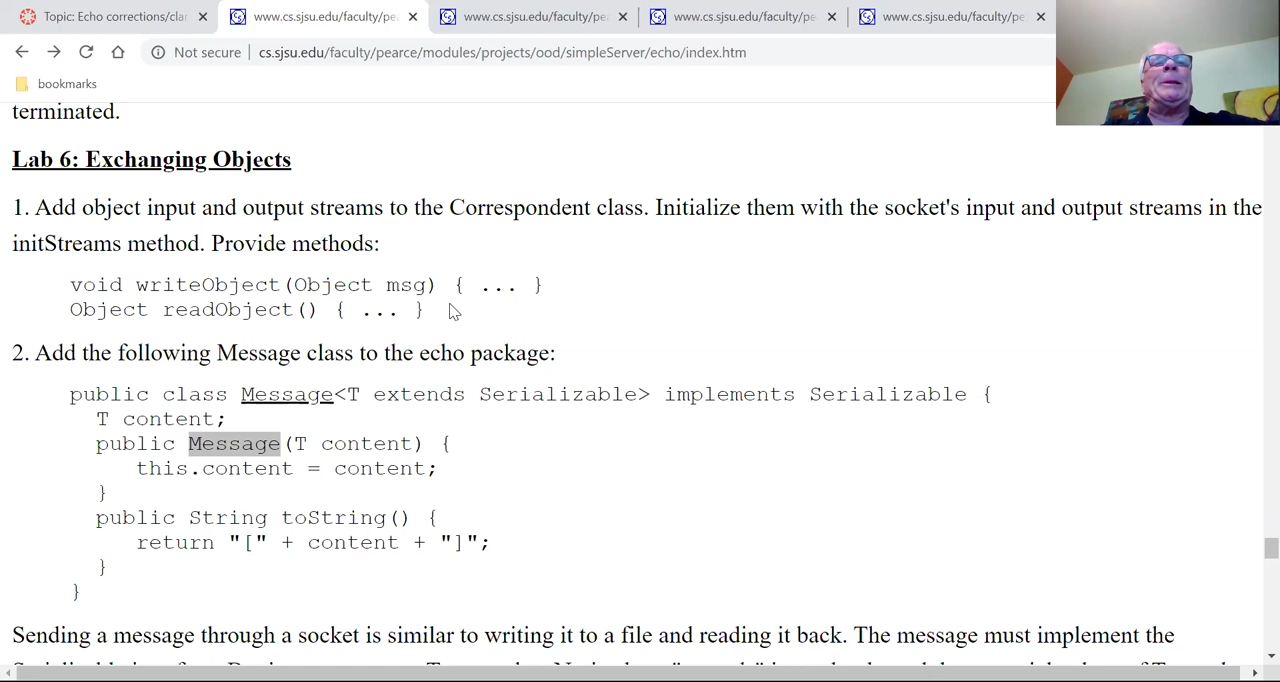 Topic: Echo corrections/clar
www.cs.sjsu.edu/faculty/pe
www.cs.sjsu.edu/faculty/pe
www.cs.sjsu.edu/faculty/pe
www.cs.sjsu.edu/faculty/pe
Not secure | cs.sjsu.edu/faculty/pearce/modules/projects/ood/simpleServer/echo/index.htm
bookmarks
terminated.
Lab 6: Exchanging Objects
1. Add object input and output streams to the Correspondent class. Initialize them with the socket's input and output streams in the
initStreams method. Provide methods:
void writeObject(Object msg) { ... }
Object readObject() { ... }
2. Add the following Message class to the echo package:
public class Message<T extends Serializable> implements Serializable {
T content;
public Message(T content) {
this.content = content;
}
public String toString() {
return "[" + content + "]";
}
}
Sending a message through a socket is similar to writing it to a file and reading it back. The message must implement the